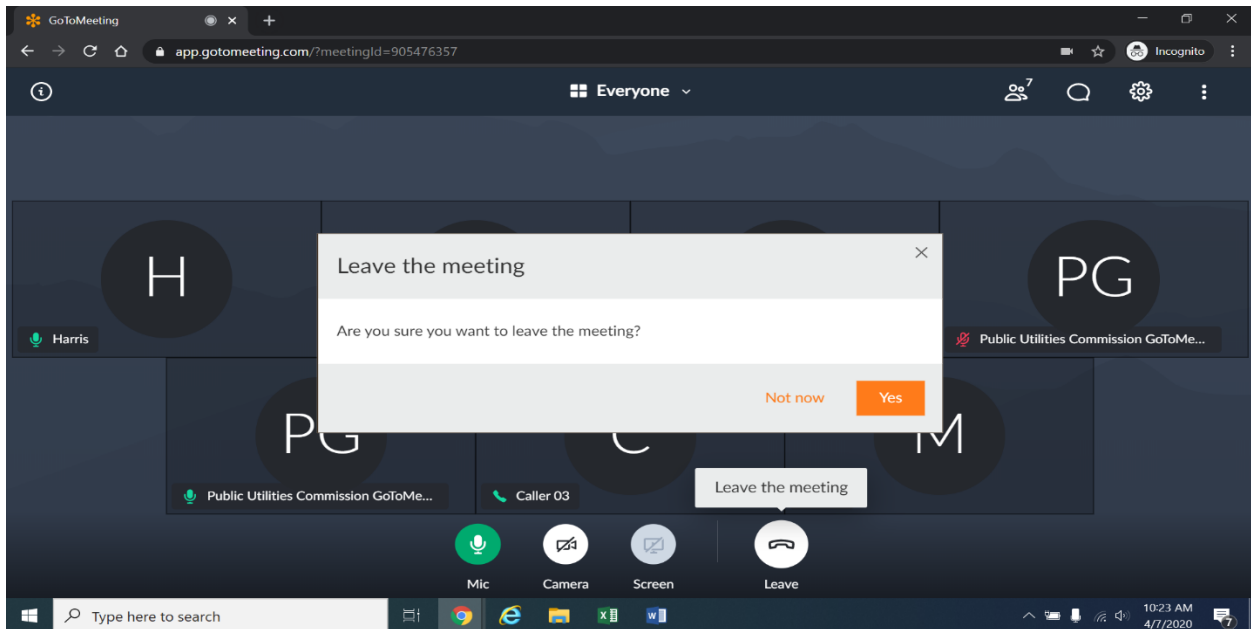 GoToMeeting
app.gotomeeting.com/?meetingId=905476357
Incognito
Everyone
7
H
PG
Harris
Public Utilities Commission GoToMe...
Leave the meeting
Are you sure you want to leave the meeting?
Not now
Yes
PG
C
M
Public Utilities Commission GoToMe...
Caller 03
Leave the meeting
Mic
Camera
Screen
Leave
Type here to search
10:23 AM
4/7/2020
7